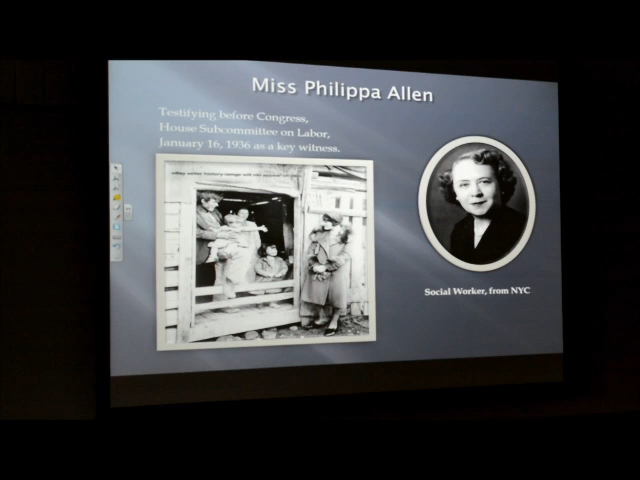 Miss Philippa Allen
Testifying before Congress,
House Subcommittee on Labor,
January 16, 1936 as a key witness.
Social Worker, from NYC